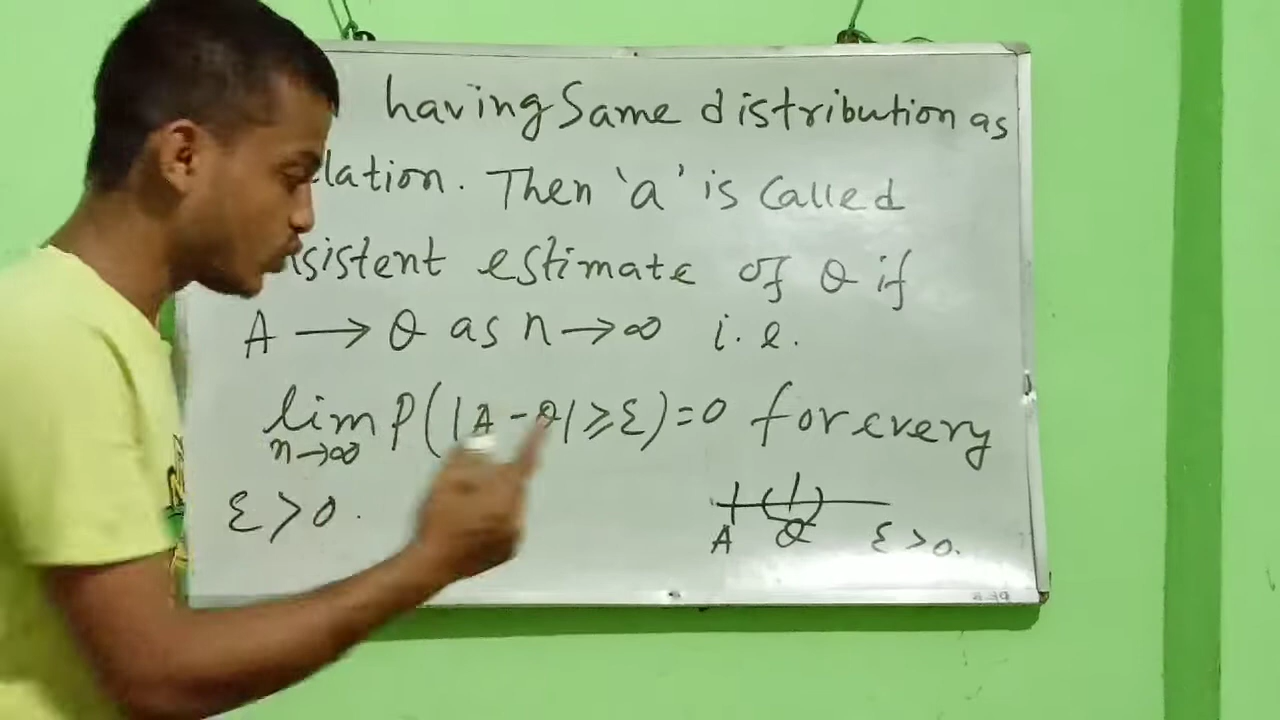 having Same distribution as
lation. Then 'a' is called
sistent estimate of θ if
A → θ as n → ∞ i.e.
lim P(|A - θ| ≥ ε) = 0 for every
n→∞
ε > 0.
A θ ε > 0.